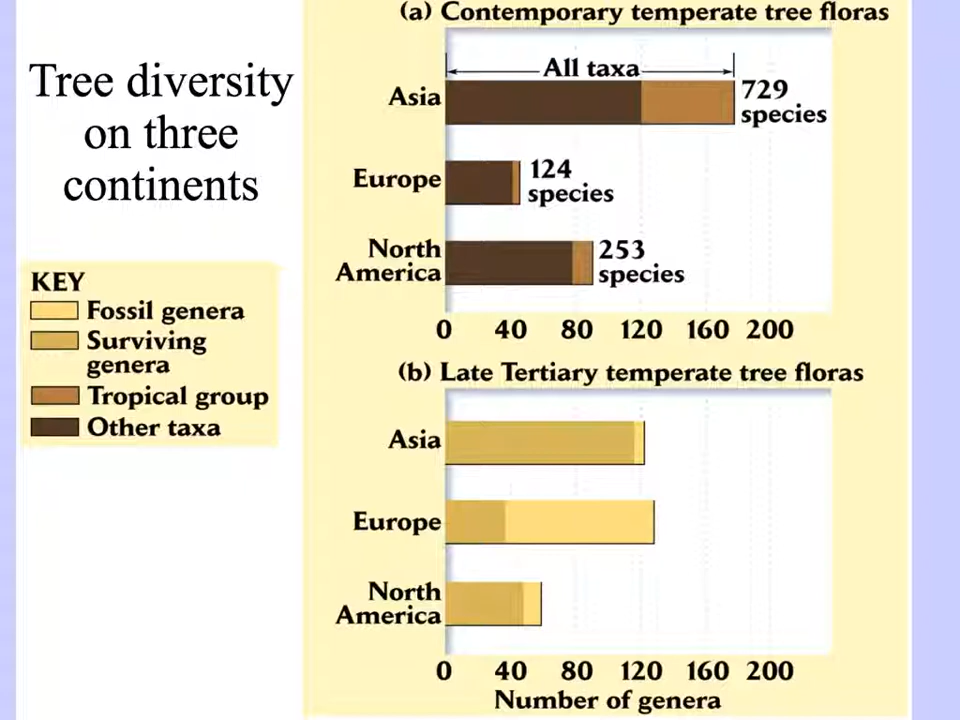 Tree diversity
on three
continents
KEY
Fossil genera
Surviving
genera
Tropical group
Other taxa
(a) Contemporary temperate tree floras
All taxa
Asia
729
species
Europe
124
species
North
America
253
species
0 40 80 120 160 200
(b) Late Tertiary temperate tree floras
Asia
Europe
North
America
0 40 80 120 160 200
Number of genera